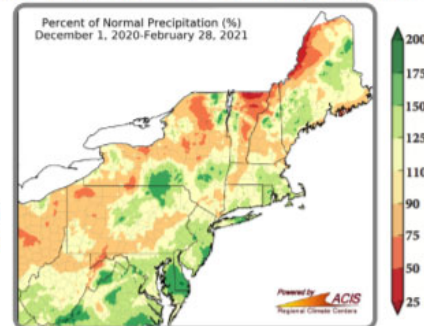 Percent of Normal Precipitation (%)
December 1, 2020-February 28, 2021
200
175
150
125
110
90
75
50
25
Powered by
ACIS
Regional Climate Centers